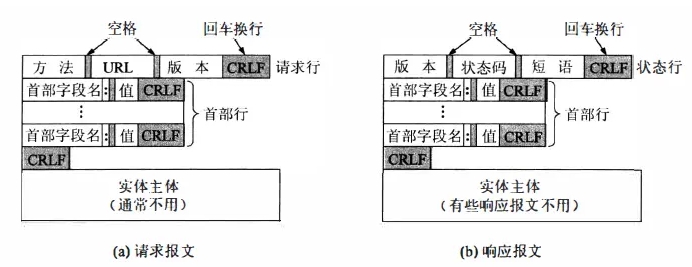 空格
回车换行
方 法 URL 版 本 CRLF 请求行
首部字段名: 值 CRLF
⋮
首部行
首部字段名: 值 CRLF
CRLF
实体主体
（通常不用）
(a) 请求报文
空格
回车换行
版 本 状态码 短 语 CRLF 状态行
首部字段名: 值 CRLF
⋮
首部行
首部字段名: 值 CRLF
CRLF
实体主体
（有些响应报文不用）
(b) 响应报文